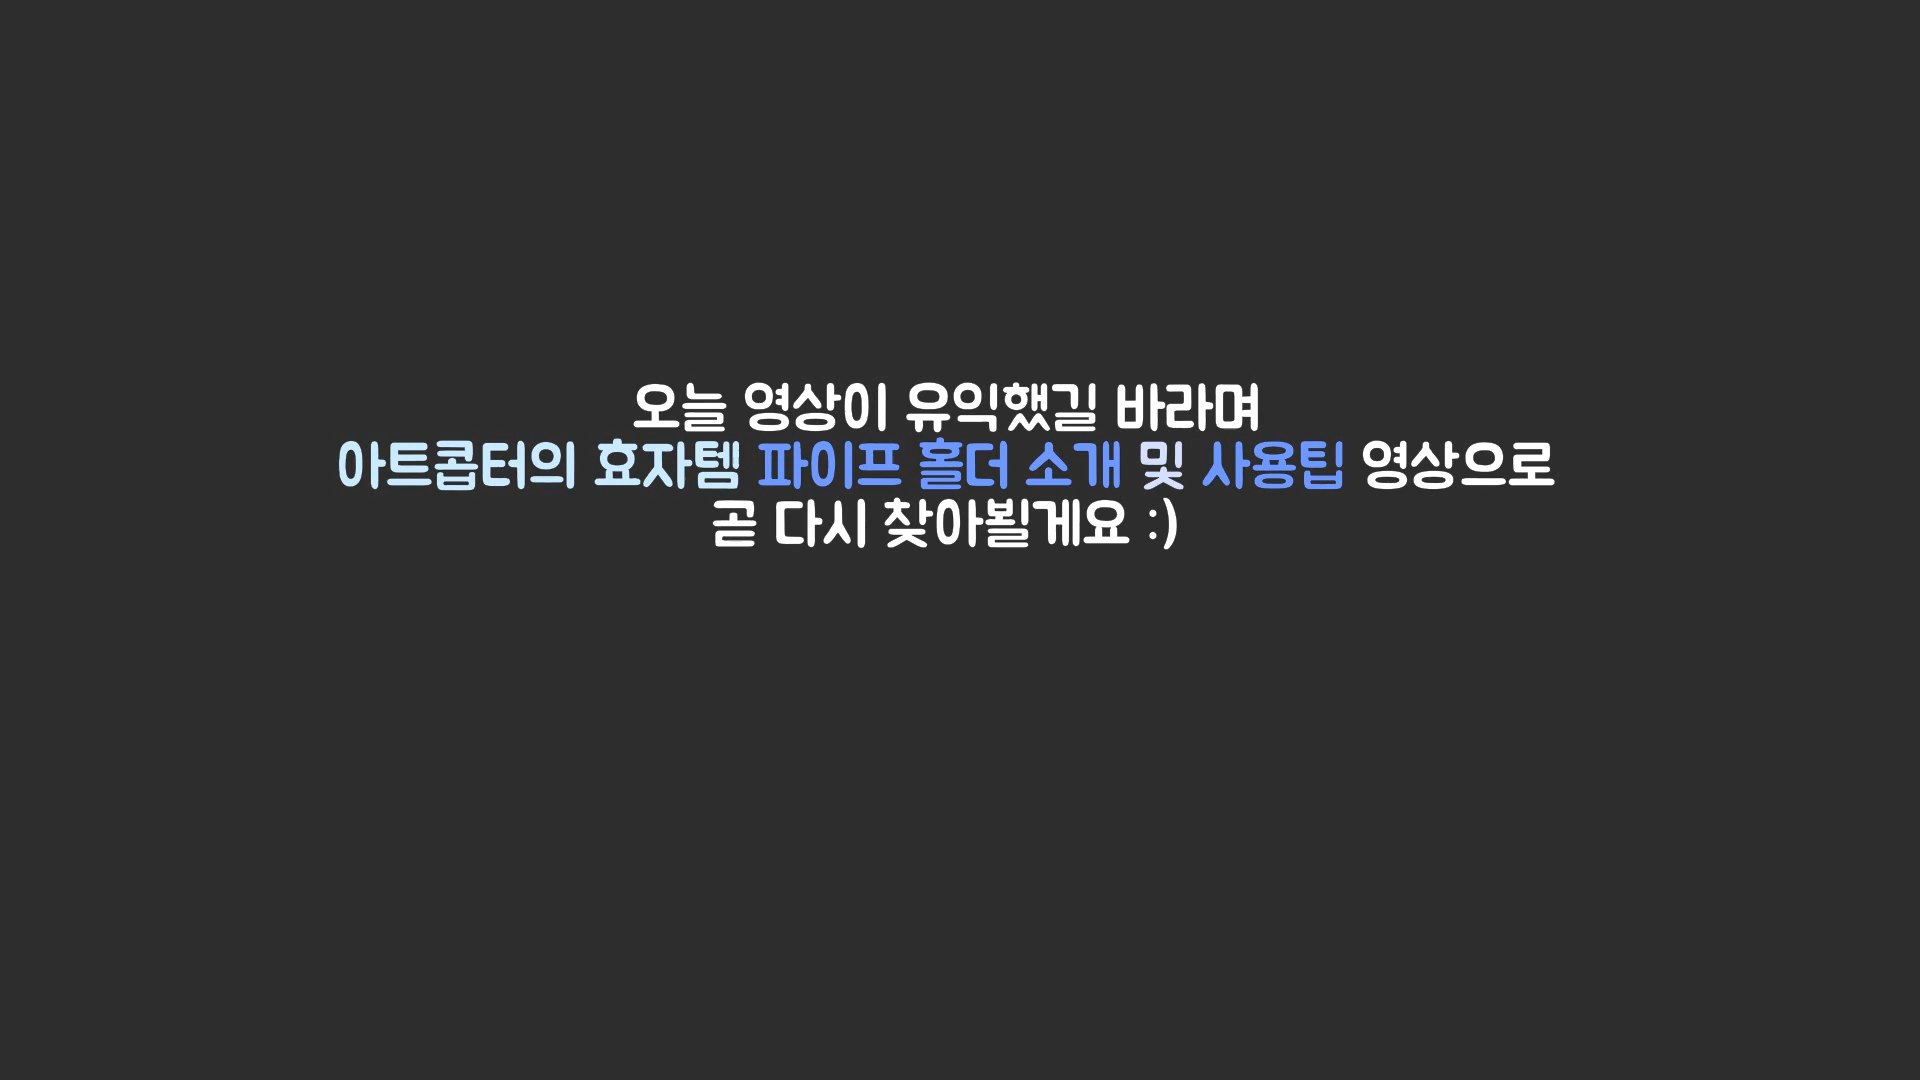 오늘 영상이 유익했길 바라며
아트콥터의 효자템 파이프 홀더 소개 및 사용팁 영상으로
곧 다시 찾아뵐게요 :)